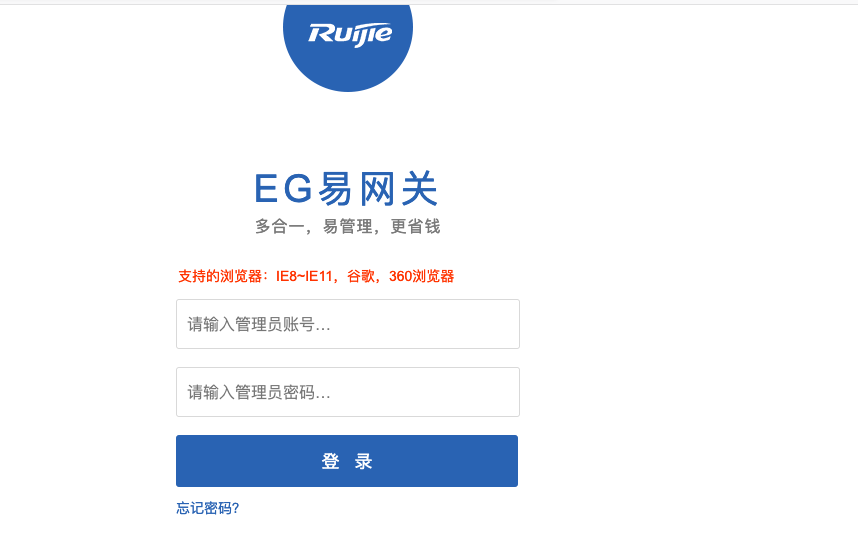 Ruijie
EG易网关
多合一，易管理，更省钱
支持的浏览器：IE8~IE11，谷歌，360浏览器
请输入管理员账号...
请输入管理员密码...
登 录
忘记密码?